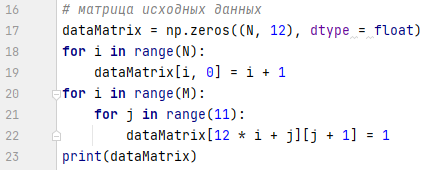 16 # матрица исходных данных
17 dataMatrix = np.zeros((N, 12), dtype = float)
18 for i in range(N):
19     dataMatrix[i, 0] = i + 1
20 for i in range(M):
21     for j in range(11):
22         dataMatrix[12 * i + j][j + 1] = 1
23 print(dataMatrix)